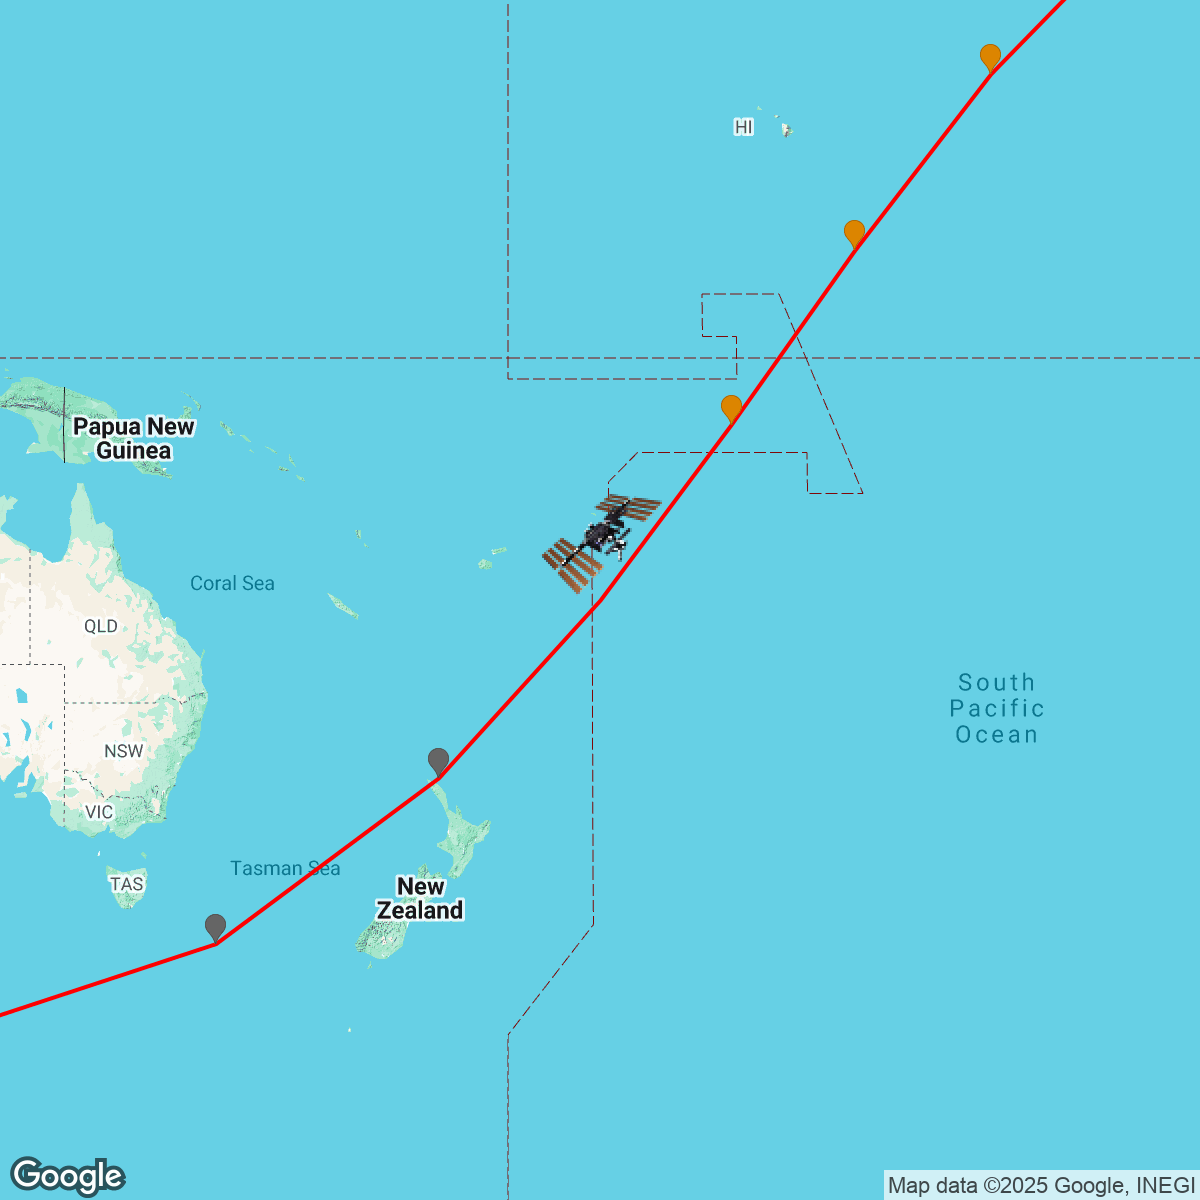 HI
Papua New
Guinea
Coral Sea
QLD
South
Pacific
Ocean
NSW
VIC
Tasman Sea
TAS
New
Zealand
Google
Map data ©2025 Google, INEGI